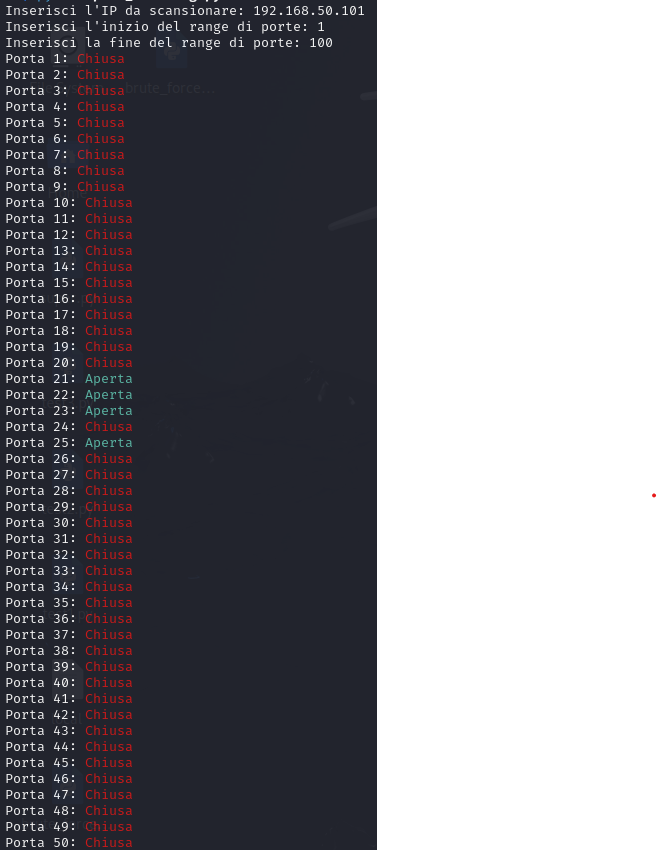 Inserisci l'IP da scansionare: 192.168.50.101
Inserisci l'inizio del range di porte: 1
Inserisci la fine del range di porte: 100
Porta 1: Chiusa
Porta 2: Chiusa
Porta 3: Chiusa
brute_force...
Porta 4: Chiusa
Porta 5: Chiusa
Porta 6: Chiusa
Porta 7: Chiusa
Porta 8: Chiusa
Porta 9: Chiusa
Porta 10: Chiusa
Porta 11: Chiusa
Porta 12: Chiusa
Porta 13: Chiusa
Porta 14: Chiusa
Porta 15: Chiusa
Porta 16: Chiusa
Porta 17: Chiusa
Porta 18: Chiusa
Porta 19: Chiusa
Porta 20: Chiusa
Porta 21: Aperta
Porta 22: Aperta
Porta 23: Aperta
Porta 24: Chiusa
Porta 25: Aperta
Porta 26: Chiusa
Porta 27: Chiusa
Porta 28: Chiusa
Porta 29: Chiusa
Porta 30: Chiusa
Porta 31: Chiusa
Porta 32: Chiusa
Porta 33: Chiusa
Porta 34: Chiusa
Porta 35: Chiusa
Porta 36: Chiusa
Porta 37: Chiusa
Porta 38: Chiusa
Porta 39: Chiusa
Porta 40: Chiusa
Porta 41: Chiusa
Porta 42: Chiusa
Porta 43: Chiusa
Porta 44: Chiusa
Porta 45: Chiusa
Porta 46: Chiusa
Porta 47: Chiusa
Porta 48: Chiusa
Porta 49: Chiusa
Porta 50: Chiusa